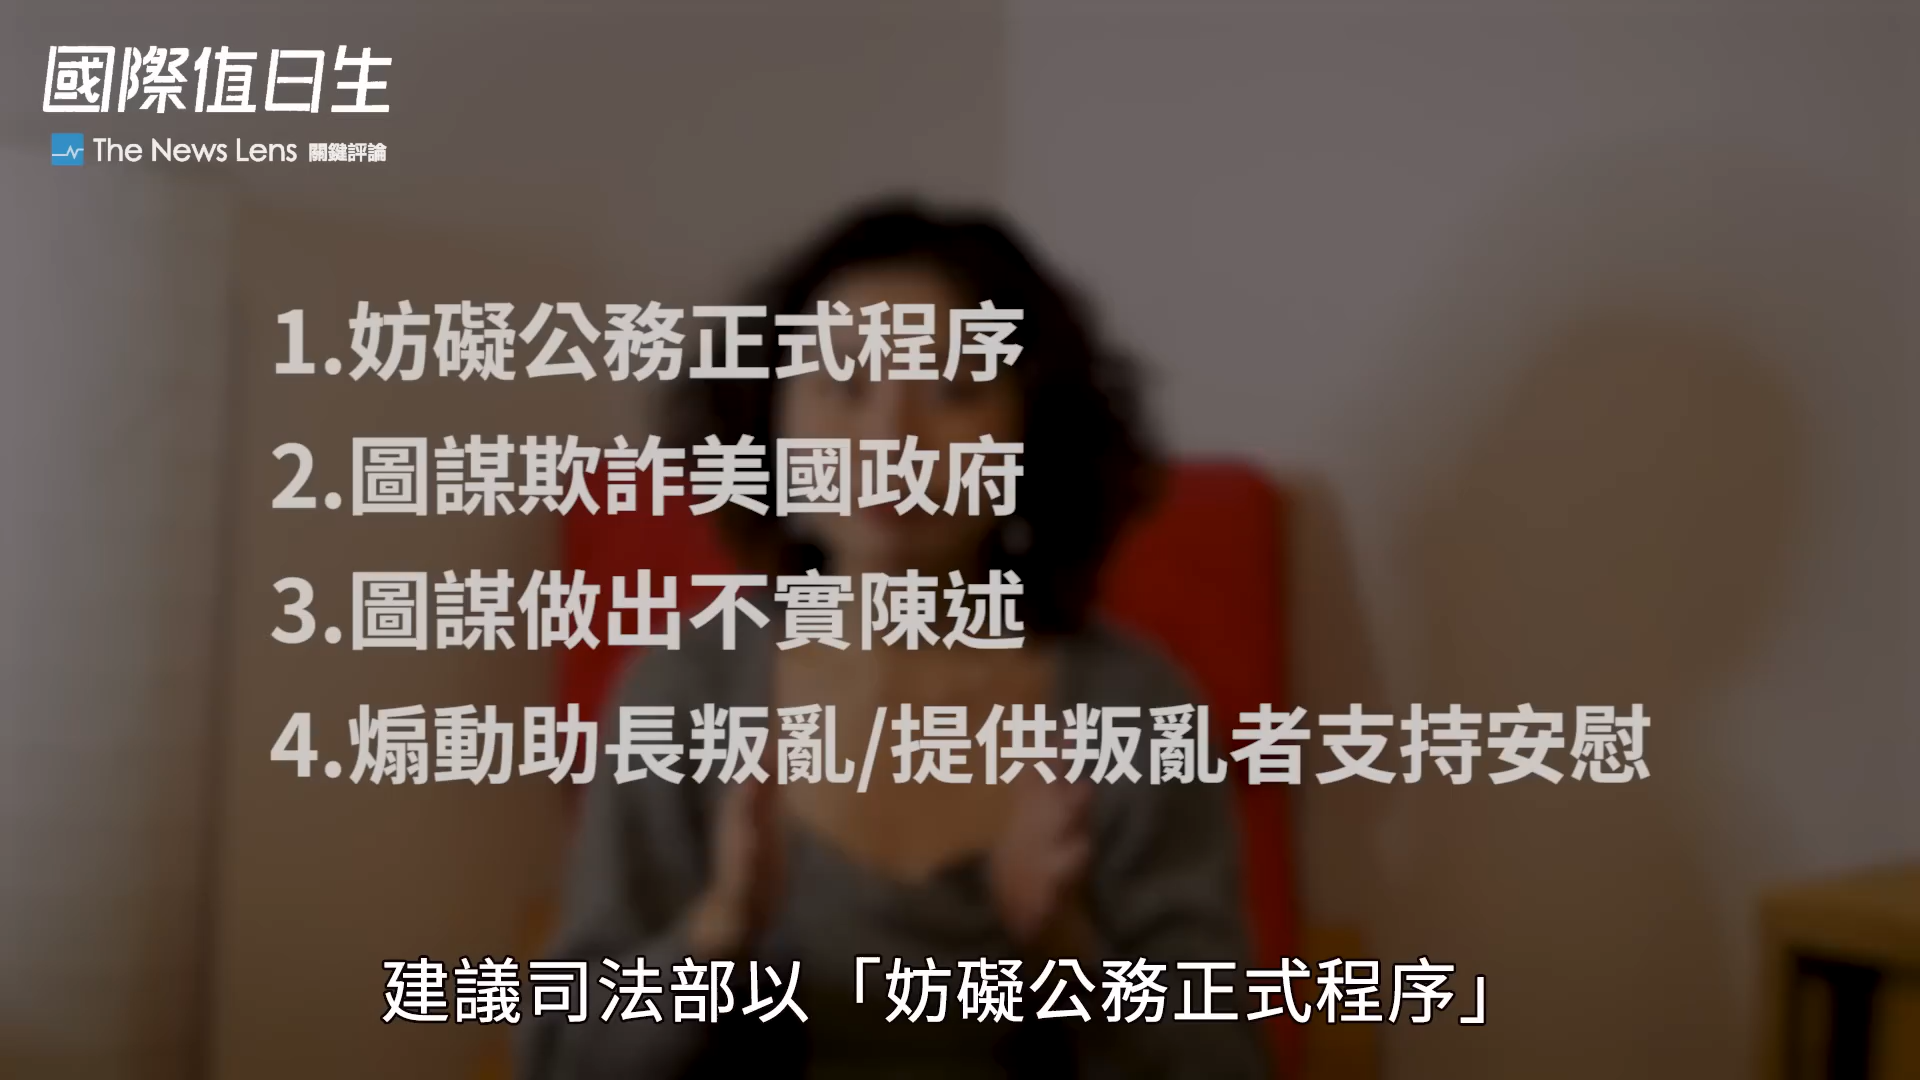 國際值日生
The News Lens 關鍵評論
1.妨礙公務正式程序
2.圖謀欺詐美國政府
3.圖謀做出不實陳述
4.煽動助長叛亂/提供叛亂者支持安慰
建議司法部以「妨礙公務正式程序」